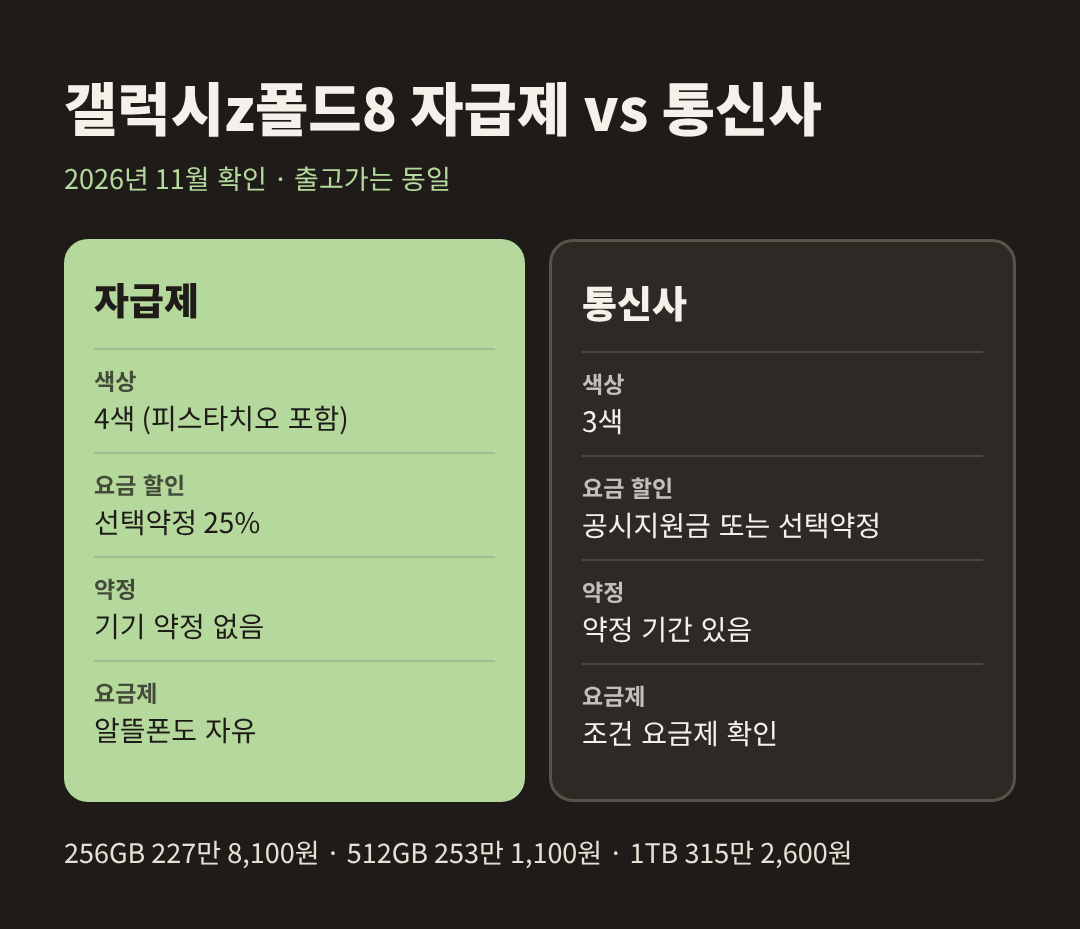 갤럭시z폴드8 자급제 vs 통신사
2026년 11월 확인 · 출고가는 동일
자급제
색상
4색 (피스타치오 포함)
요금 할인
선택약정 25%
약정
기기 약정 없음
요금제
알뜰폰도 자유
통신사
색상
3색
요금 할인
공시지원금 또는 선택약정
약정
약정 기간 있음
요금제
조건 요금제 확인
256GB 227만 8,100원 · 512GB 253만 1,100원 · 1TB 315만 2,600원